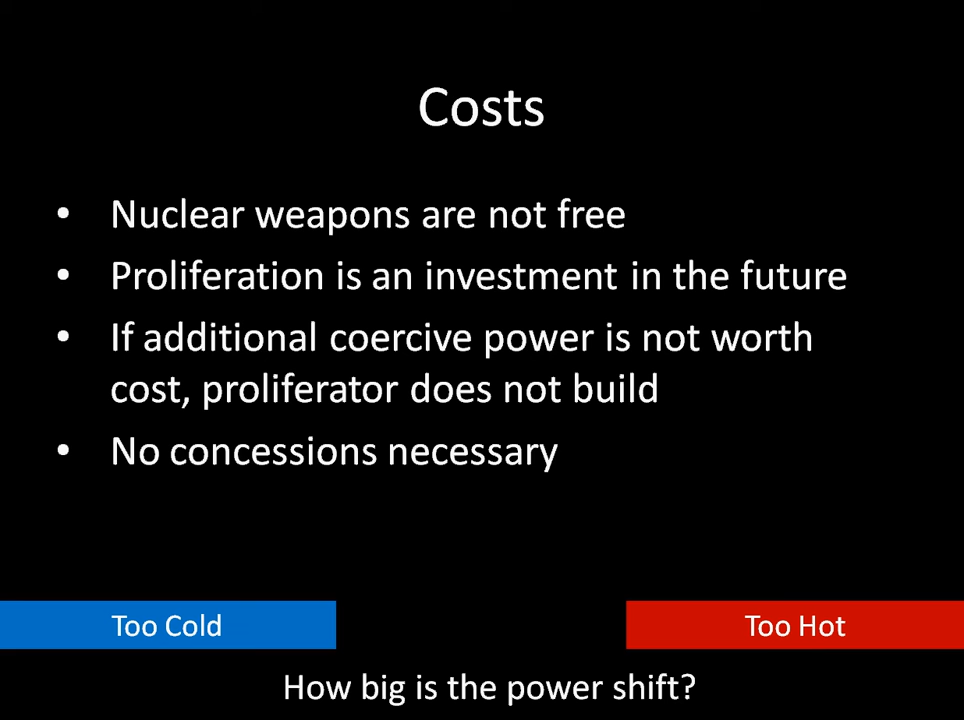 Costs
• Nuclear weapons are not free
• Proliferation is an investment in the future
• If additional coercive power is not worth
cost, proliferator does not build
• No concessions necessary
Too Cold
Too Hot
How big is the power shift?